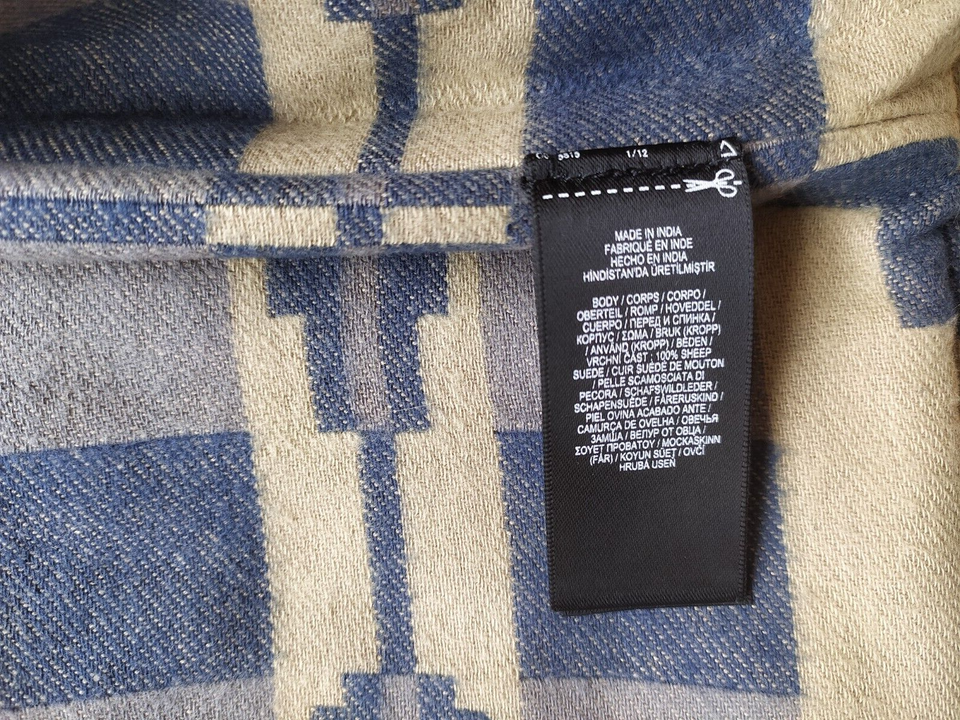 5515 1/12
MADE IN INDIA
FABRIQUÉ EN INDE
HECHO EN INDIA
HİNDİSTAN'DA ÜRETİLMİŞTİR
BODY / CORPS / CORPO /
OBERTEIL / ROMP / HOVEDDEL /
CUERPO / ПЕРЕД И СПИНКА /
КОРПУС / ΣΩΜΑ / BRUK (KROPP)
/ ANVÄND (KROPP) / BEDEN /
VRCHNÍ ČÁST : 100% SHEEP
SUEDE / CUIR SUÉDÉ DE MOUTON
/ PELLE SCAMOSCIATA DI
PECORA / SCHAFSWILDLEDER /
SCHAPENSUÈDE / FÅRERUSKIND /
PIEL OVINA ACABADO ANTE /
CAMURÇA DE OVELHA / ОВЕЧЬЯ
ЗАМША / ВЕЛУР ОТ ОВЦА /
ΣΟΥΕΤ ΠΡΟΒΑΤΟΥ / MOCKASKINN
(FÅR) / KOYUN SÜET / OVČÍ
HRUBÁ USEŇ